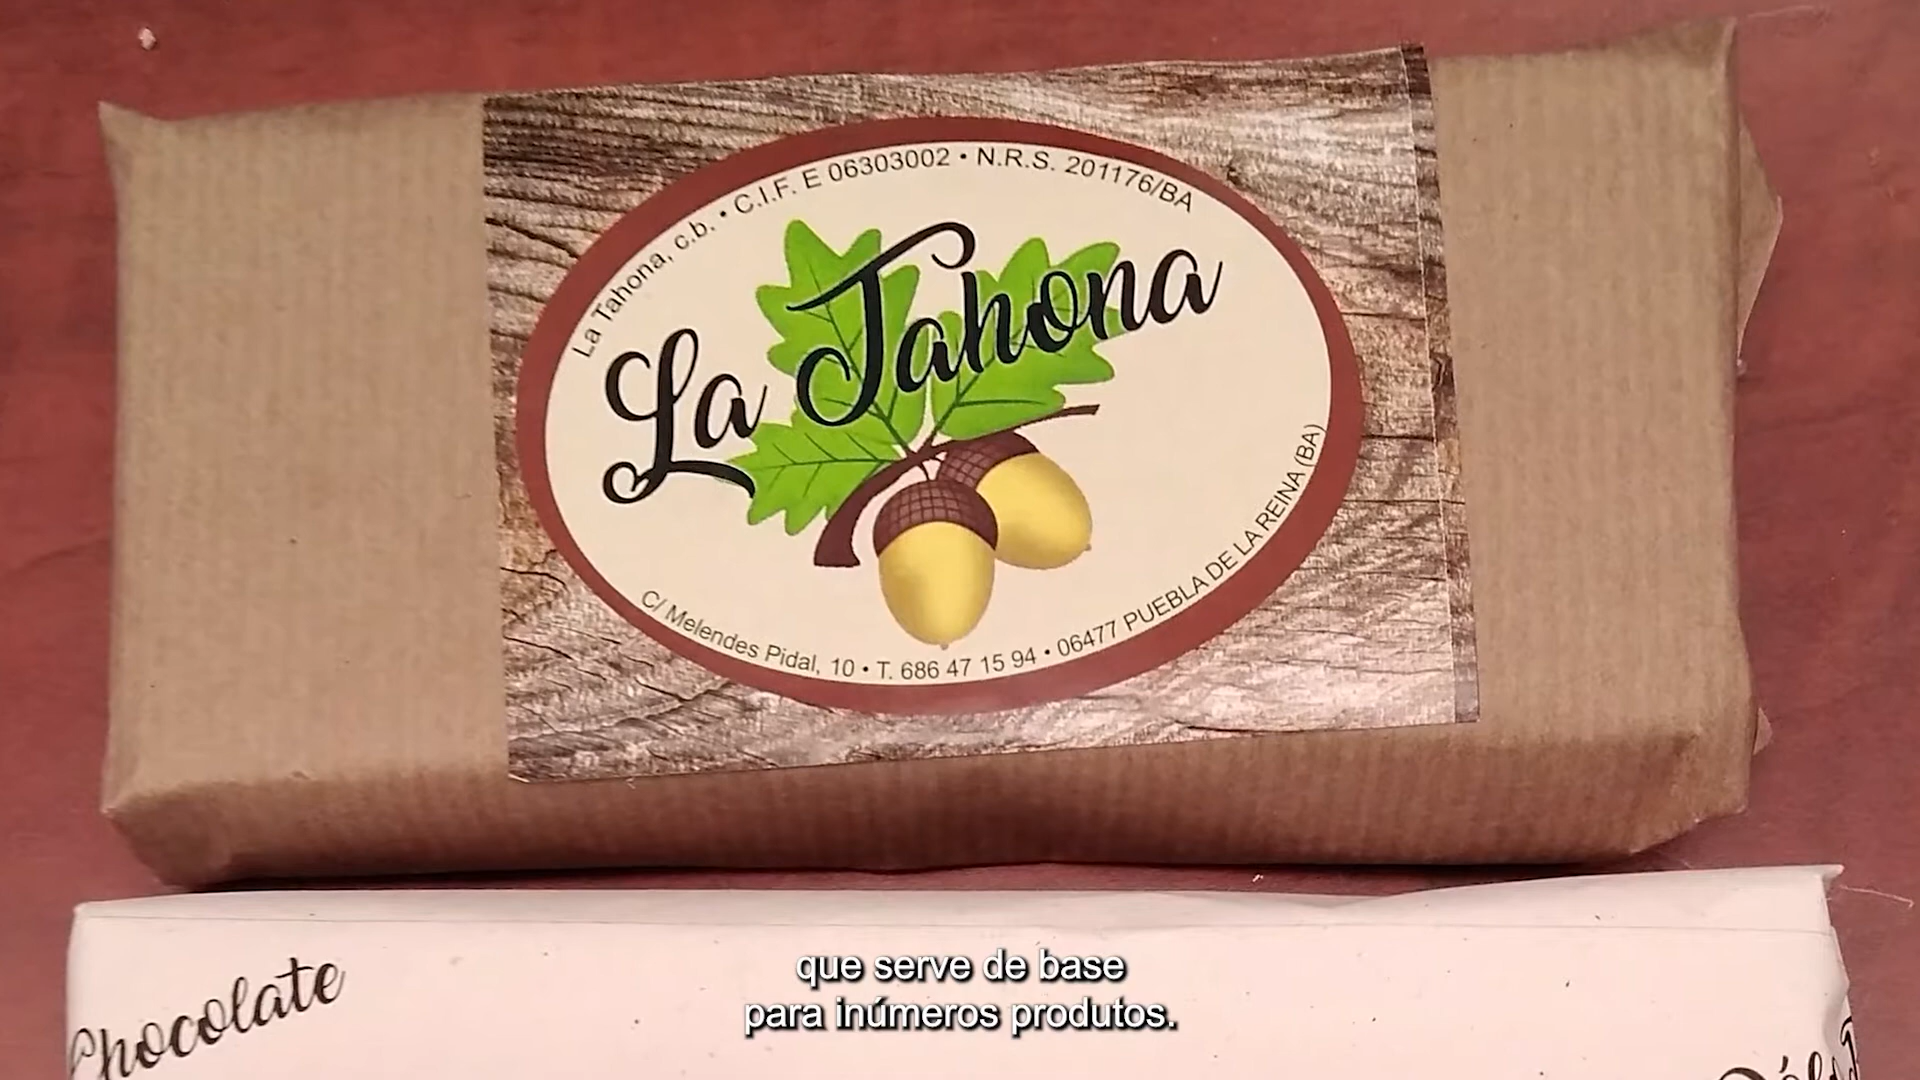 La Tahona, c.b. • C.I.F. E 06303002 • N.R.S. 201176/BA
La Tahona
C/ Melendes Pidal, 10 • T. 686 47 15 94 • 06477 PUEBLA DE LA REINA (BA)
que serve de base
para inúmeros produtos.
Chocolate